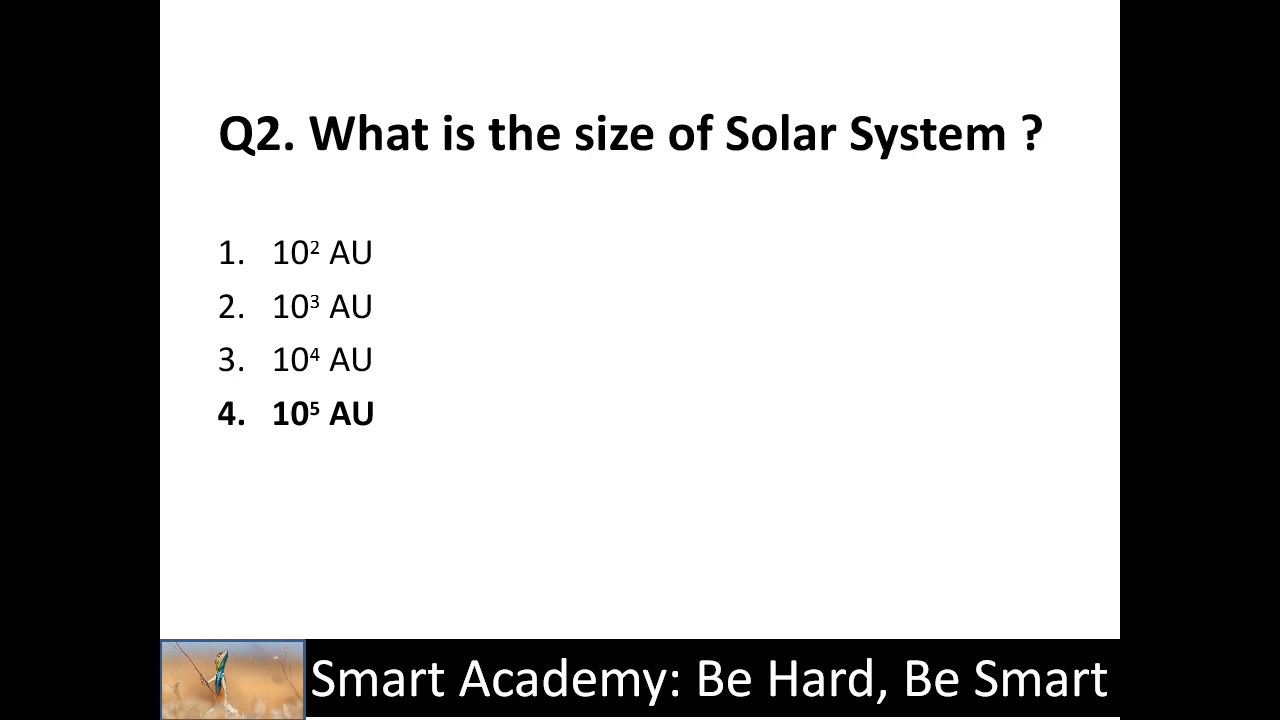 Q2. What is the size of Solar System ?
1. 10² AU
2. 10³ AU
3. 10⁴ AU
4. 10⁵ AU
Smart Academy: Be Hard, Be Smart